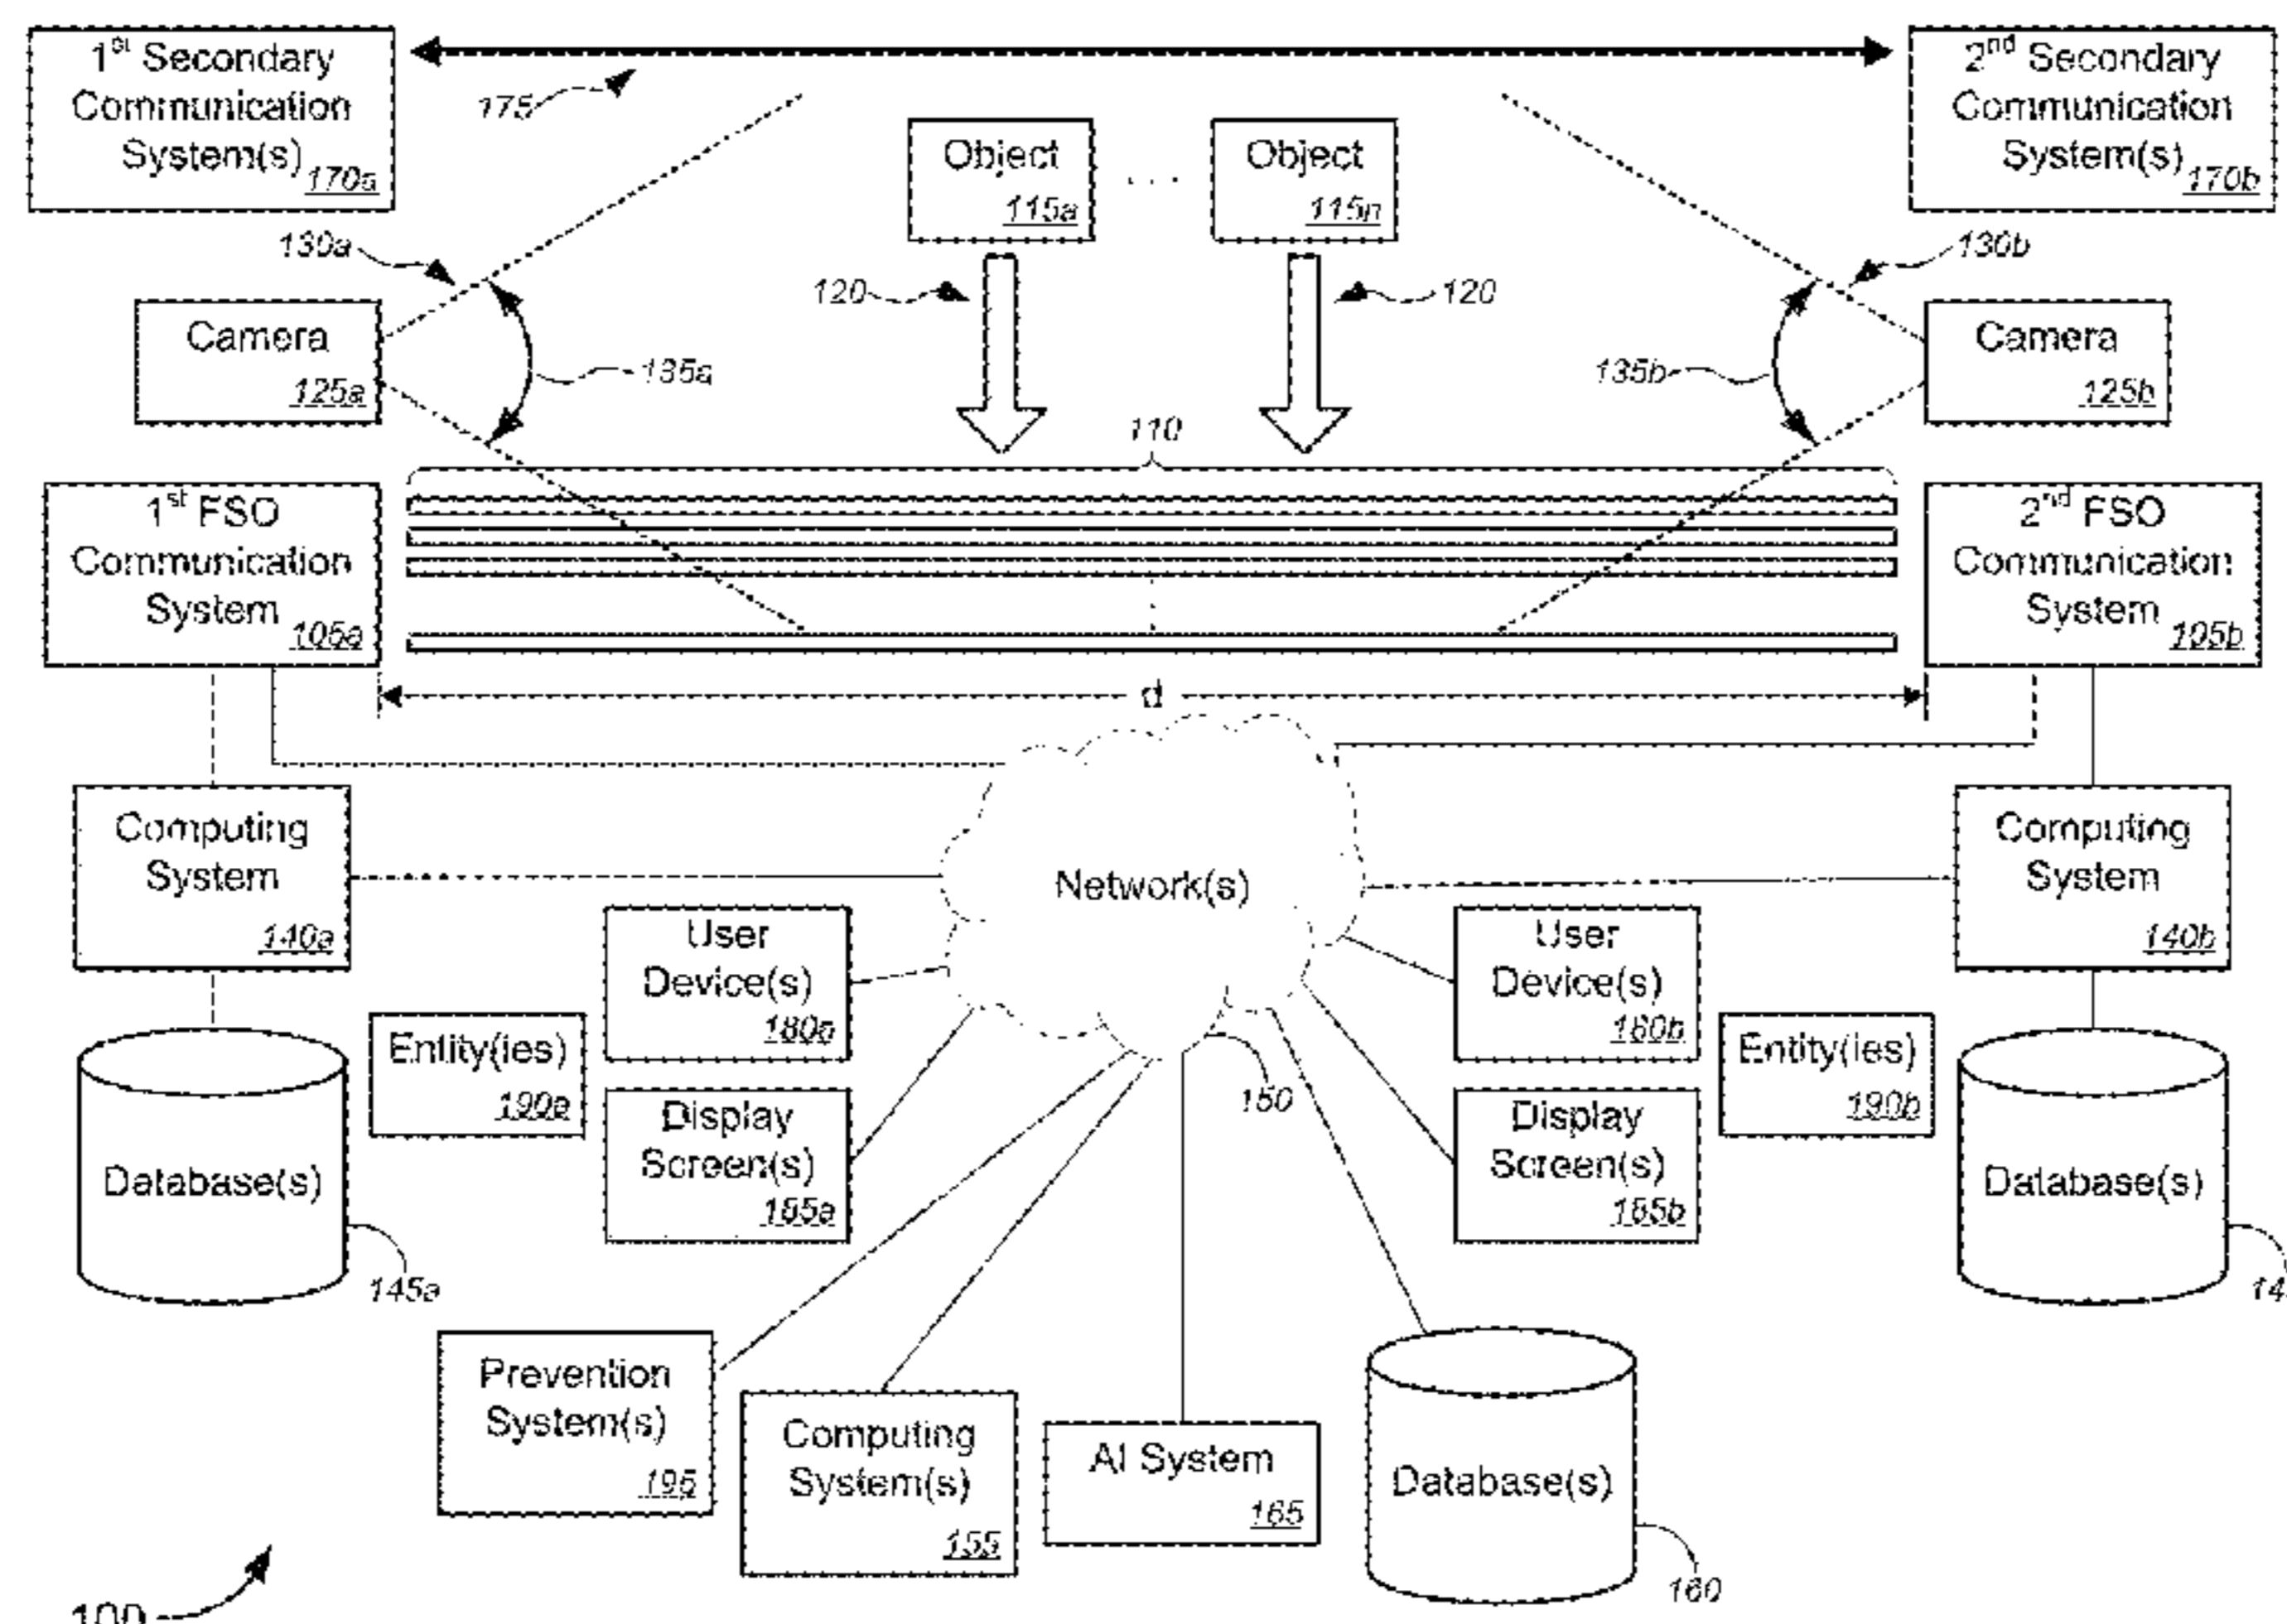 1st Secondary
Communication
System(s) 170a
175
2nd Secondary
Communication
System(s) 170b
Object
115a
. . .
Object
115n
130a
130b
120
120
Camera
125a
135a
135b
Camera
125b
110
1st FSO
Communication
System 105a
2nd FSO
Communication
System 105b
d
Computing
System
140a
Network(s)
Computing
System
140b
User
Device(s)
180a
User
Device(s)
180b
Entity(ies)
190a
Entity(ies)
190b
150
Display
Screen(s)
185a
Display
Screen(s)
185b
Database(s)
145a
Database(s)
14
Prevention
System(s)
195
Computing
System(s)
155
AI System
165
Database(s)
160
100